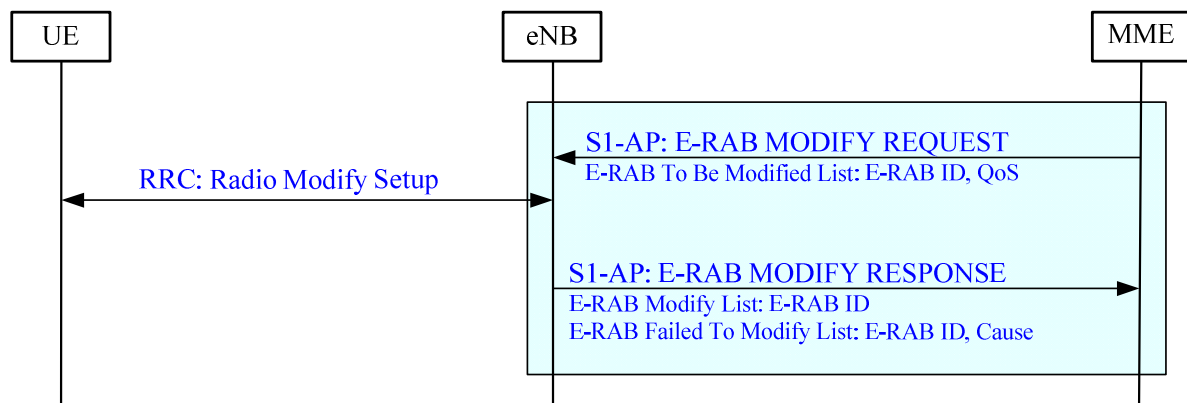 UE
eNB
MME
S1-AP: E-RAB MODIFY REQUEST
E-RAB To Be Modified List: E-RAB ID, QoS
RRC: Radio Modify Setup
S1-AP: E-RAB MODIFY RESPONSE
E-RAB Modify List: E-RAB ID
E-RAB Failed To Modify List: E-RAB ID, Cause